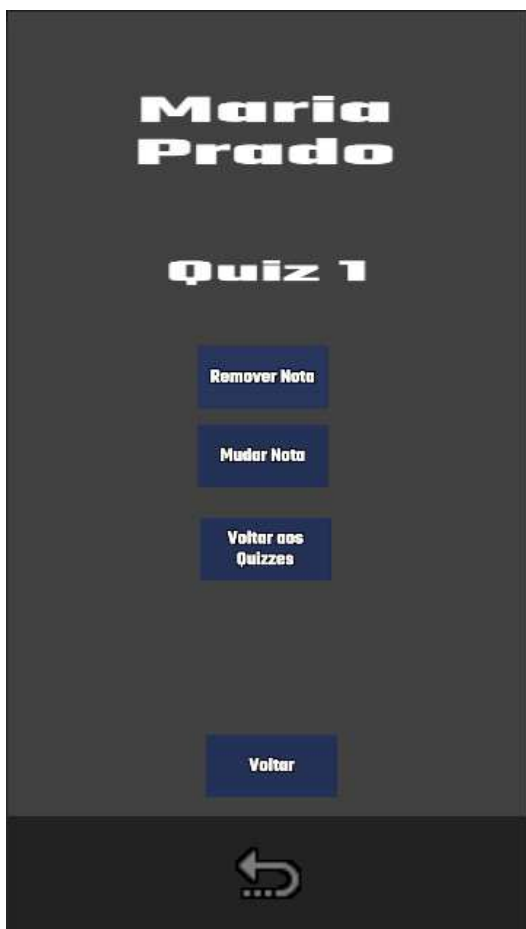 Maria
Prado
Quiz 1
Remover Nota
Mudar Nota
Voltar aos
Quizzes
Voltar